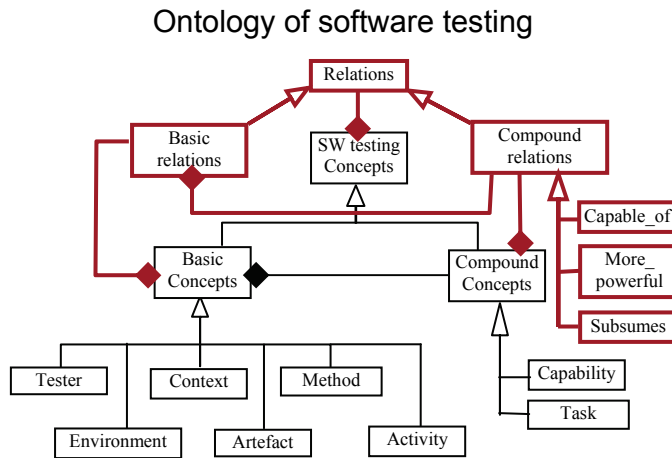 Ontology of software testing
Relations
Basic
relations
SW testing
Concepts
Compound
relations
Capable_of
Basic
Concepts
Compound
Concepts
More_
powerful
Subsumes
Tester
Context
Method
Capability
Task
Environment
Artefact
Activity